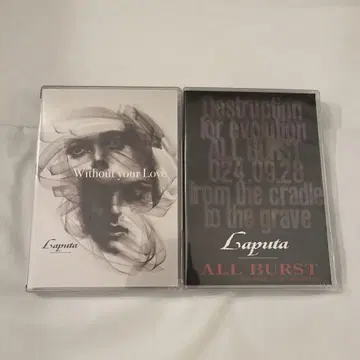 Without your Love
Laputa
Destruction
for evolution
ALL BURST
024.09.28
from the cradle
to the grave
Laputa
ALL BURST